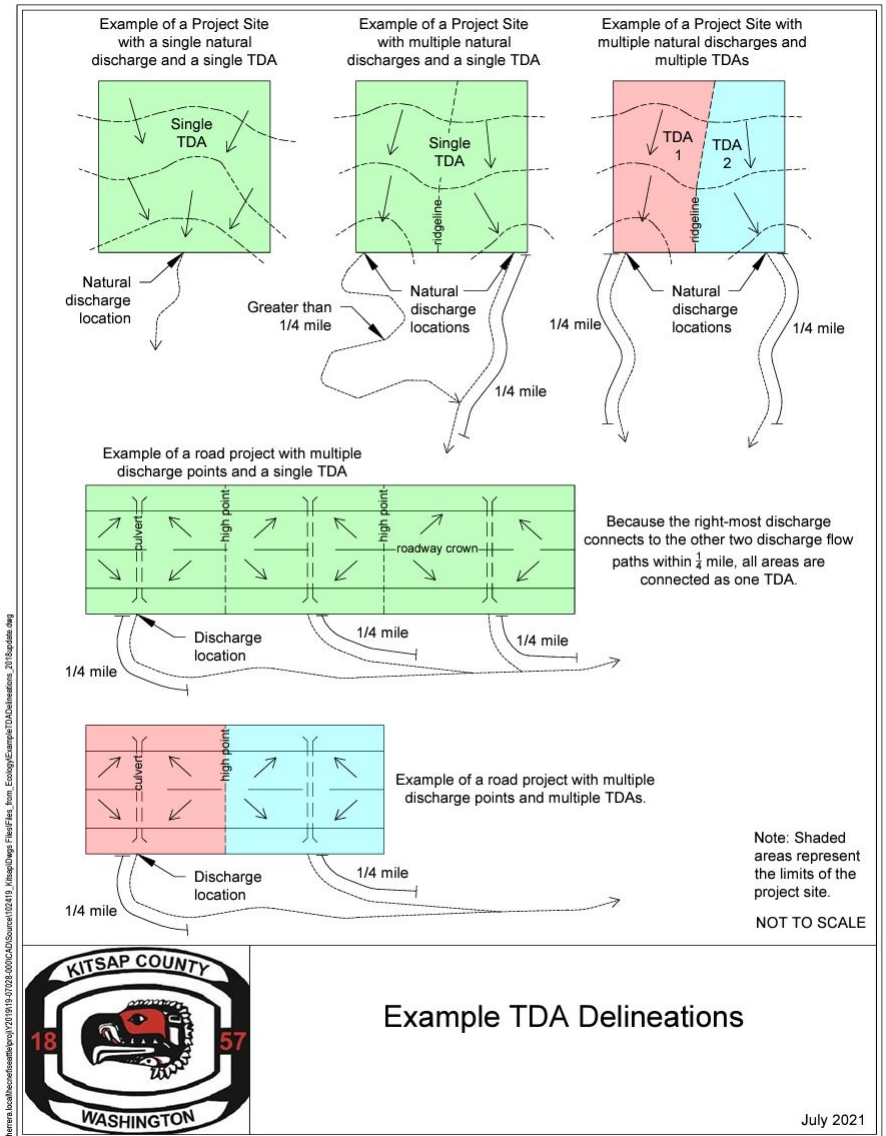 Example of a Project Site
with a single natural
discharge and a single TDA
Example of a Project Site
with multiple natural
discharges and a single TDA
Example of a Project Site with
multiple natural discharges and
multiple TDAs
Single
TDA
Single
TDA
ridgeline
TDA
1
TDA
2
ridgeline
Natural
discharge
location
Greater than
1/4 mile
Natural
discharge
locations
1/4 mile
1/4 mile
Natural
discharge
locations
1/4 mile
Example of a road project with multiple
discharge points and a single TDA
culvert
high point
high point
roadway crown
Because the right-most discharge
connects to the other two discharge flow
paths within 1/4 mile, all areas are
connected as one TDA.
1/4 mile
Discharge
location
1/4 mile
1/4 mile
culvert
high point
Example of a road project with multiple
discharge points and multiple TDAs.
1/4 mile
Discharge
location
1/4 mile
Note: Shaded
areas represent
the limits of the
project site.
NOT TO SCALE
KITSAP COUNTY
18 57
WASHINGTON
Example TDA Delineations
July 2021